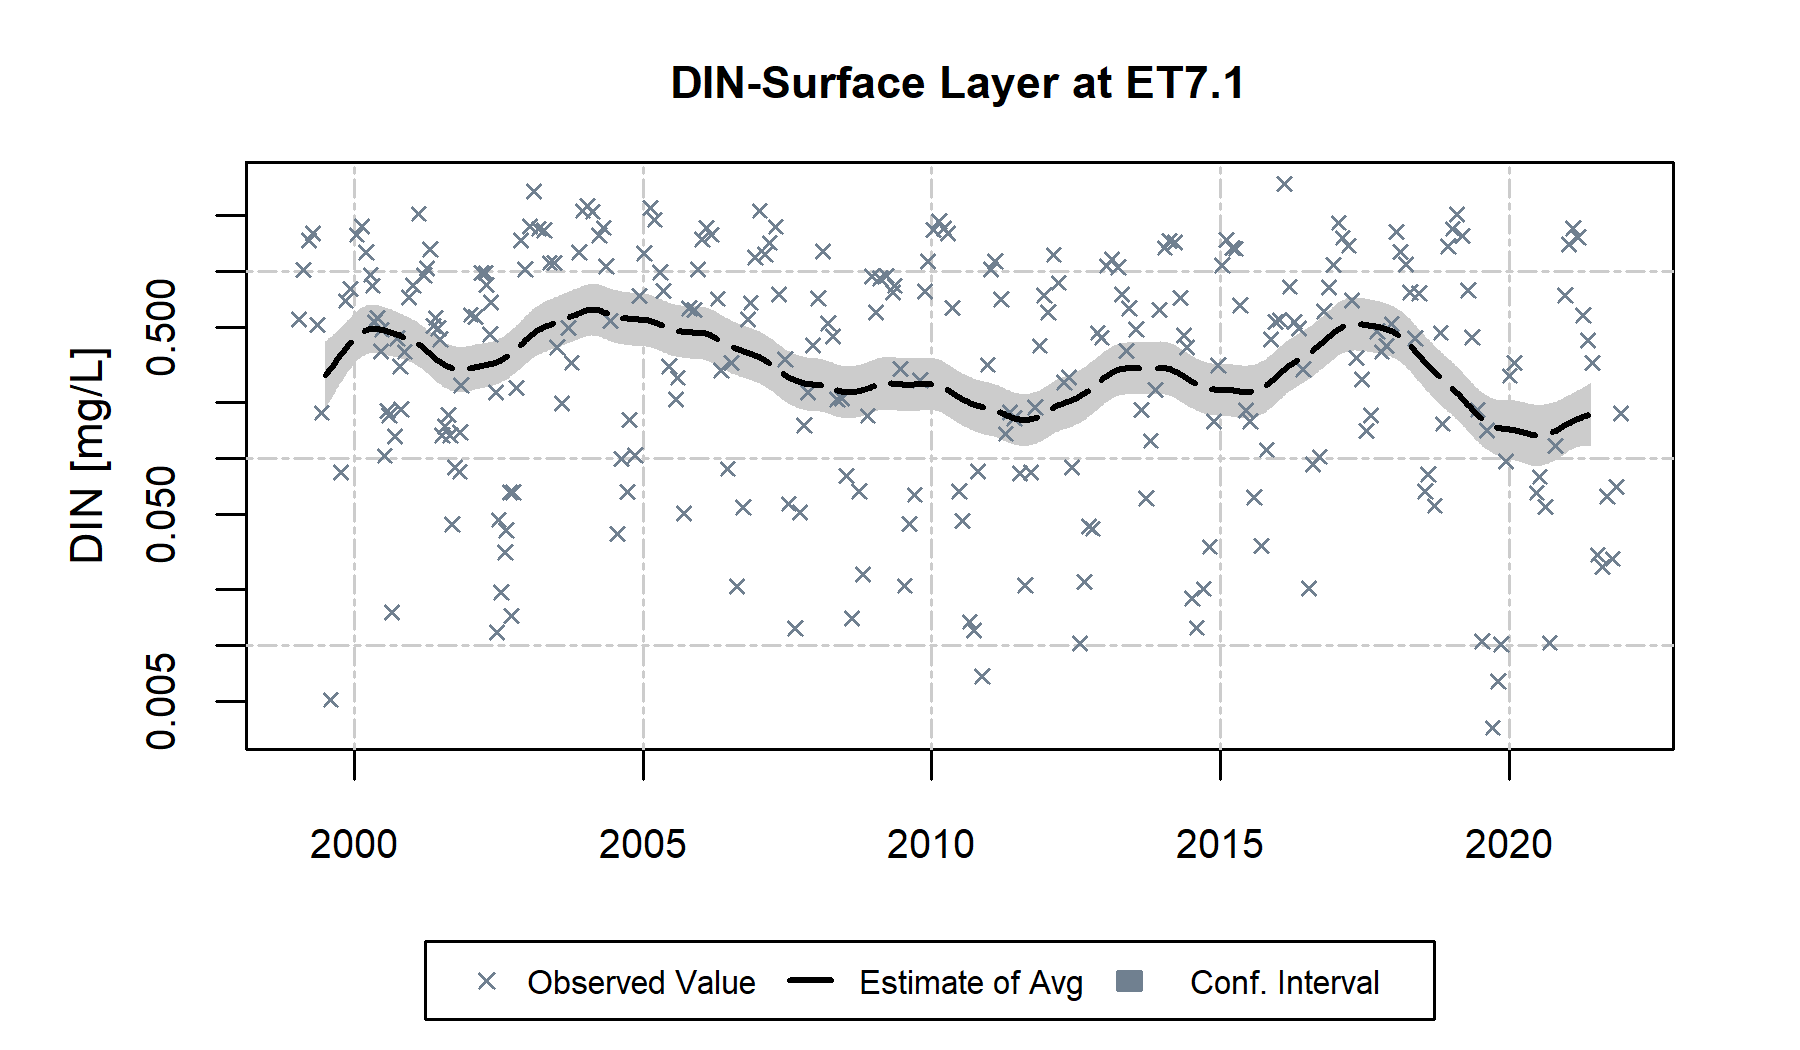 DIN-Surface Layer at ET7.1
DIN [mg/L]
0.500
0.050
0.005
2000 2005 2010 2015 2020
Observed Value Estimate of Avg Conf. Interval